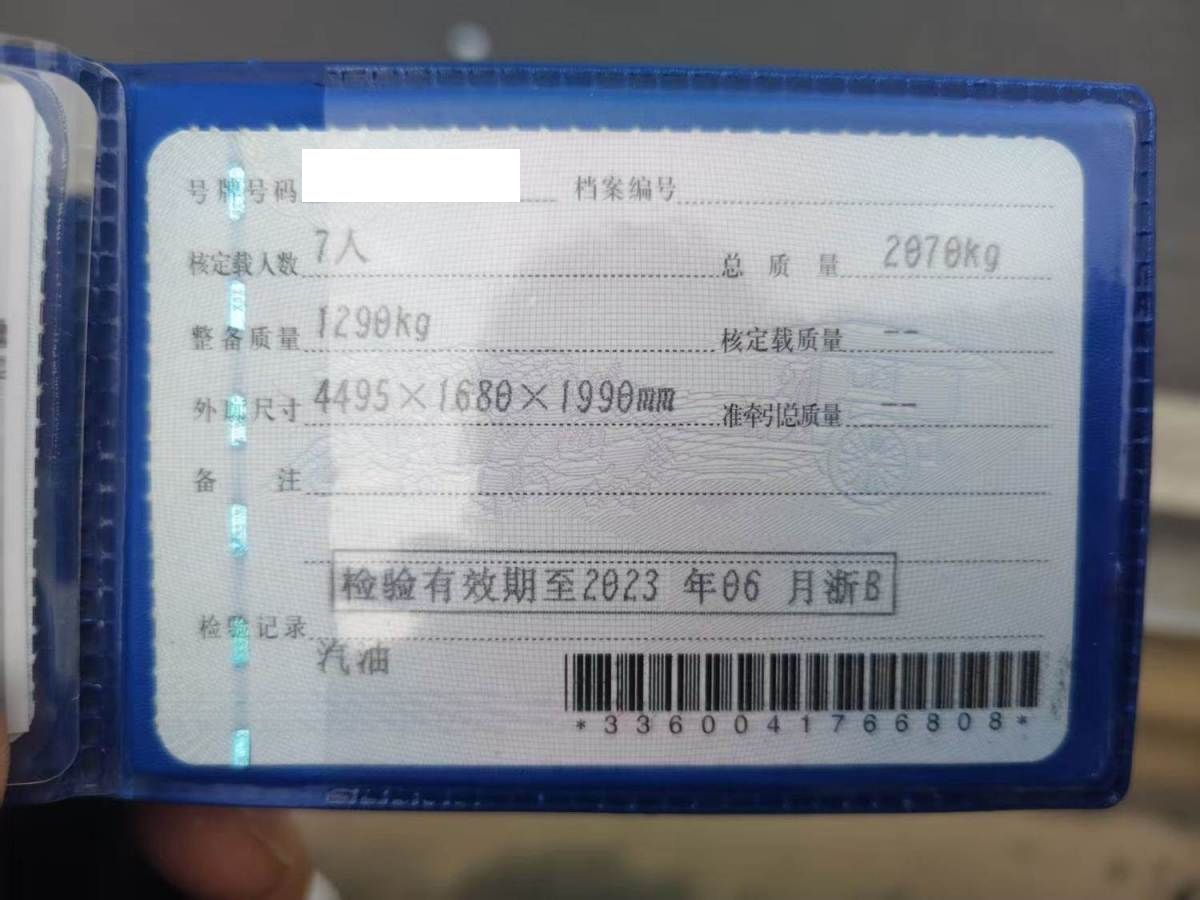 号牌号码 档案编号
核定载人数 7人 总质量 2070kg
整备质量 1290kg 核定载质量 --
外廓尺寸 4495×1680×1990mm 准牵引总质量 --
备注
检验有效期至2023 年06 月浙B
检验记录
汽油
*3360041766808*